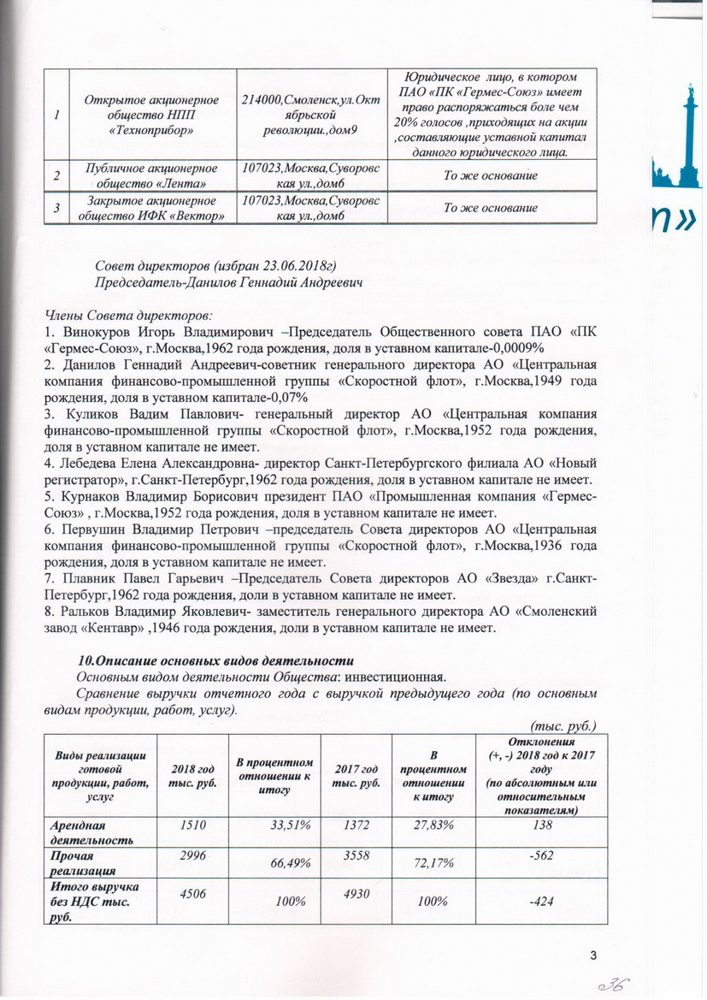 1
Открытое акционерное
общество НПП
«Техноприбор»
214000,Смоленск,ул.Окт
ябрьской
революции.,дом9
Юридическое лицо, в котором
ПАО «ПК «Гермес-Союз» имеет
право распоряжаться боле чем
20% голосов ,приходящих на акции
,составляющие уставной капитал
данного юридического лица.
2
Публичное акционерное
общество «Лента»
107023,Москва,Суворовс
кая ул.,дом6
То же основание
3
Закрытое акционерное
общество ИФК «Вектор»
107023,Москва,Суворовс
кая ул.,дом6
То же основание
Совет директоров (избран 23.06.2018г)
Председатель-Данилов Геннадий Андреевич
Члены Совета директоров:
1. Винокуров Игорь Владимирович –Председатель Общественного совета ПАО «ПК
«Гермес-Союз», г.Москва,1962 года рождения, доля в уставном капитале-0,0009%
2. Данилов Геннадий Андреевич-советник генерального директора АО «Центральная
компания финансово-промышленной группы «Скоростной флот», г.Москва,1949 года
рождения, доля в уставном капитале-0,07%
3. Куликов Вадим Павлович- генеральный директор АО «Центральная компания
финансово-промышленной группы «Скоростной флот», г.Москва,1952 года рождения,
доля в уставном капитале не имеет.
4. Лебедева Елена Александровна- директор Санкт-Петербургского филиала АО «Новый
регистратор», г.Санкт-Петербург,1962 года рождения, доля в уставном капитале не имеет.
5. Курнаков Владимир Борисович президент ПАО «Промышленная компания «Гермес-
Союз» , г.Москва,1952 года рождения, доля в уставном капитале не имеет.
6. Первушин Владимир Петрович –председатель Совета директоров АО «Центральная
компания финансово-промышленной группы «Скоростной флот», г.Москва,1936 года
рождения, доля в уставном капитале не имеет.
7. Плавник Павел Гарьевич –Председатель Совета директоров АО «Звезда» г.Санкт-
Петербург,1962 года рождения, доли в уставном капитале не имеет.
8. Ральков Владимир Яковлевич- заместитель генерального директора АО «Смоленский
завод «Кентавр» ,1946 года рождения, доли в уставном капитале не имеет.
10.Описание основных видов деятельности
Основным видом деятельности Общества: инвестиционная.
Сравнение выручки отчетного года с выручкой предыдущего года (по основным
видам продукции, работ, услуг).
(тыс. руб.)
Виды реализации
готовой
продукции, работ,
услуг
2018 год
тыс. руб.
В процентном
отношении к
итогу
2017 год
тыс. руб.
В
процентном
отношении
к итогу
Отклонения
(+, -) 2018 год к 2017
году
(по абсолютным или
относительным
показателям)
Арендная
деятельность
1510
33,51%
1372
27,83%
138
Прочая
реализация
2996
66,49%
3558
72,17%
-562
Итого выручка
без НДС тыс.
руб.
4506
100%
4930
100%
-424
3
36
п»